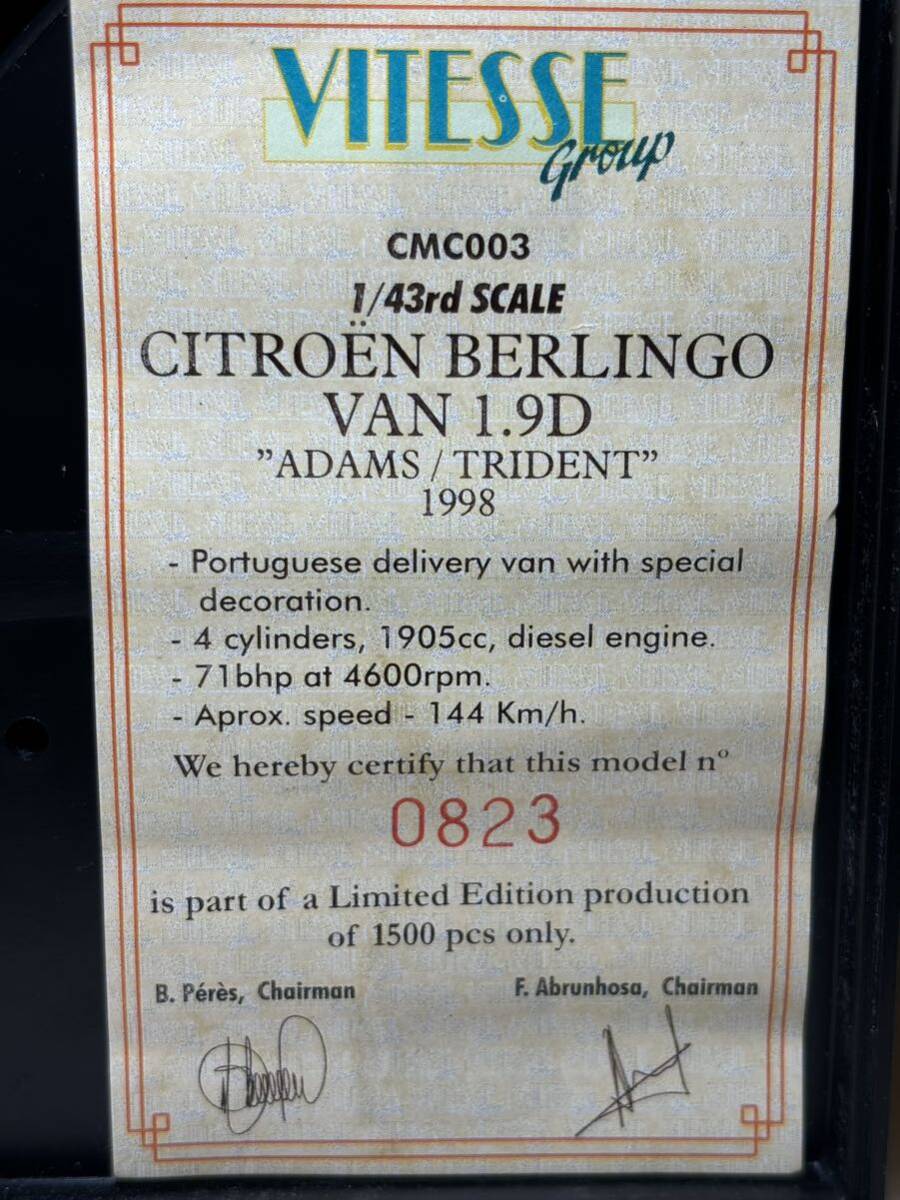 VITESSE
Group
CMC003
1/43rd SCALE
CITROËN BERLINGO
VAN 1.9D
”ADAMS / TRIDENT”
1998
- Portuguese delivery van with special
decoration.
- 4 cylinders, 1905cc, diesel engine.
- 71bhp at 4600rpm.
- Aprox. speed - 144 Km/h.
We hereby certify that this model nº
0823
is part of a Limited Edition production
of 1500 pcs only.
B. Pérès, Chairman
F. Abrunhosa, Chairman